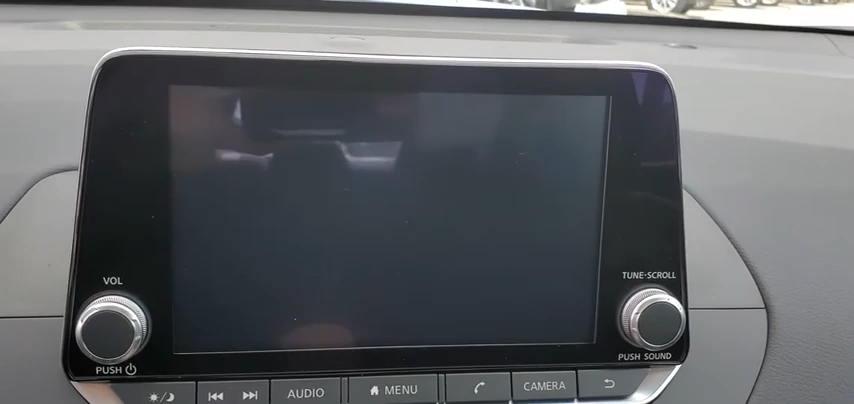 VOL
TUNE·SCROLL
PUSH
PUSH SOUND
AUDIO
MENU
CAMERA